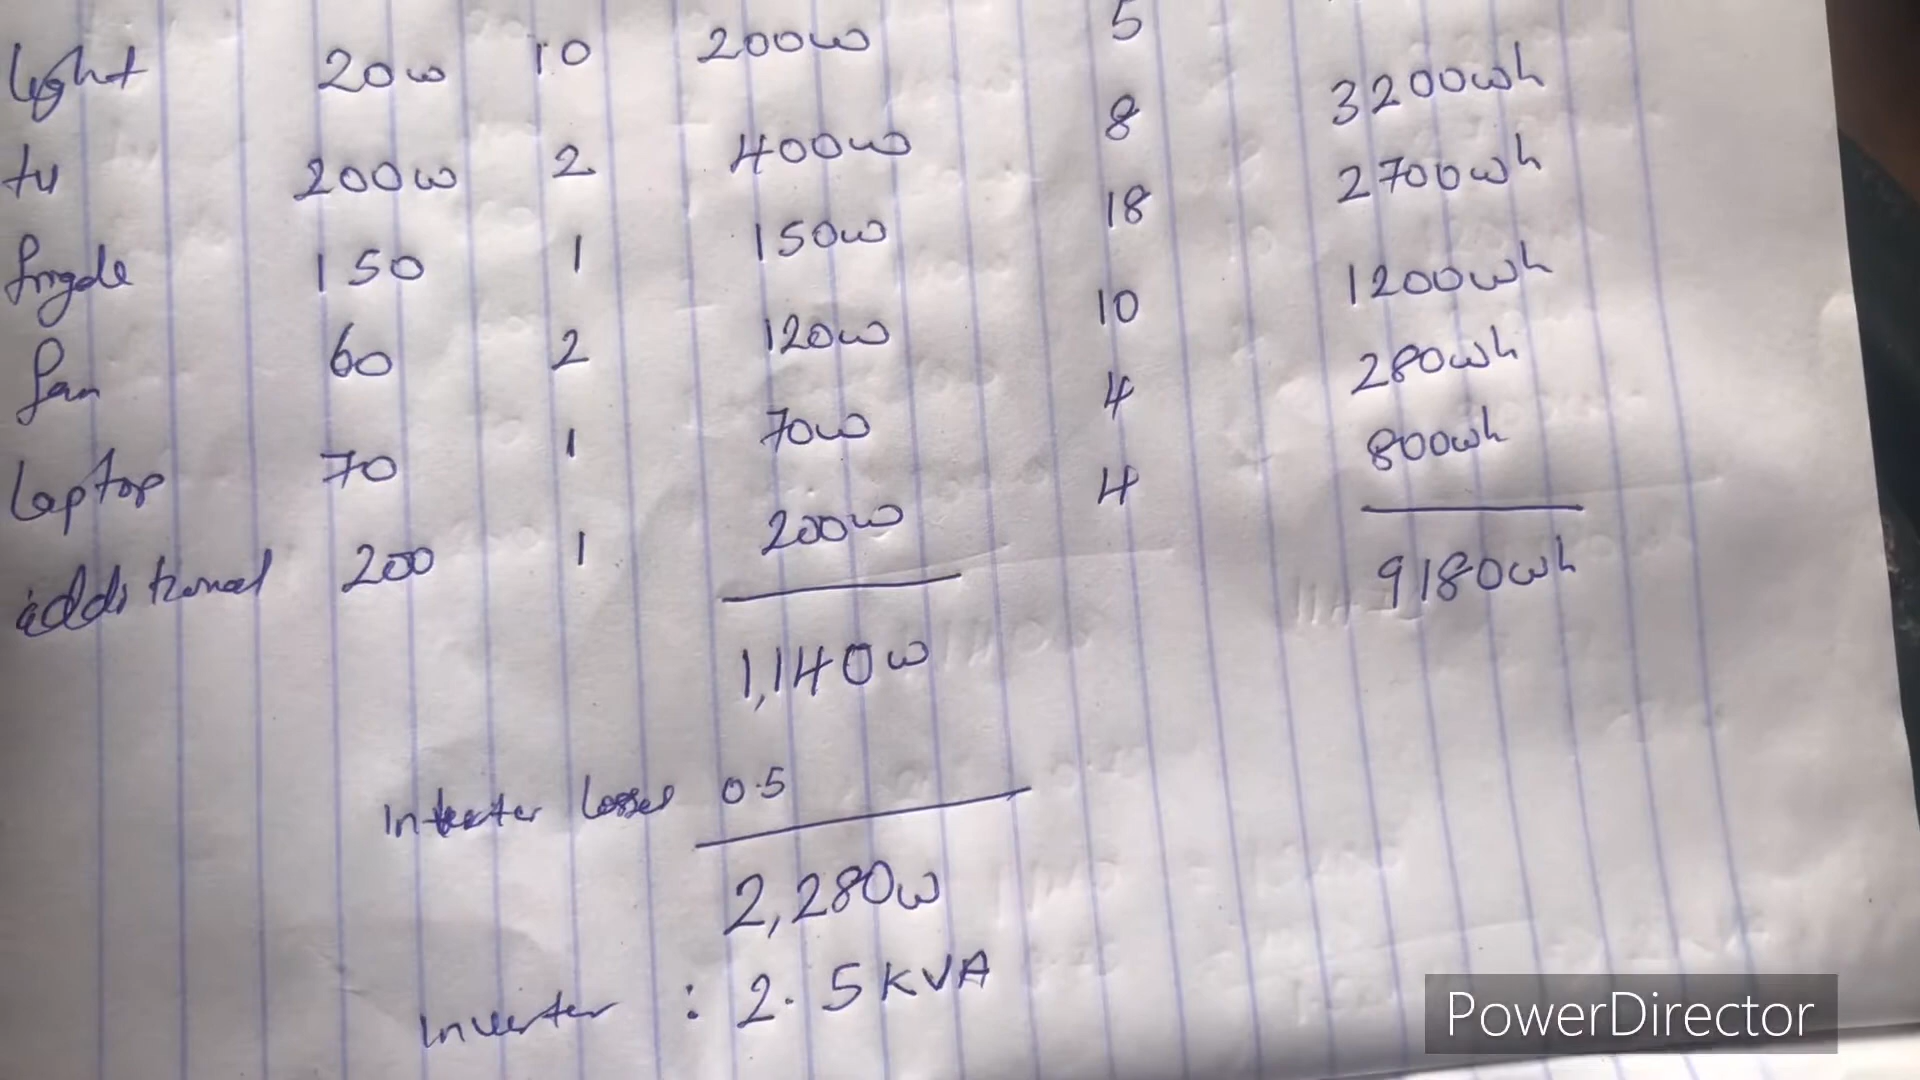 light 20w 10 200w 5
tv 200w 2 400w 8 3200wh
frigde 150 1 150w 18 2700wh
fan 60 2 120w 10 1200wh
laptop 70 1 70w 4 280wh
additional 200 1 200w 4 800wh
1,140w 9180wh
Inverter losses 0.5
2,280w
Inverter : 2.5KVA
PowerDirector